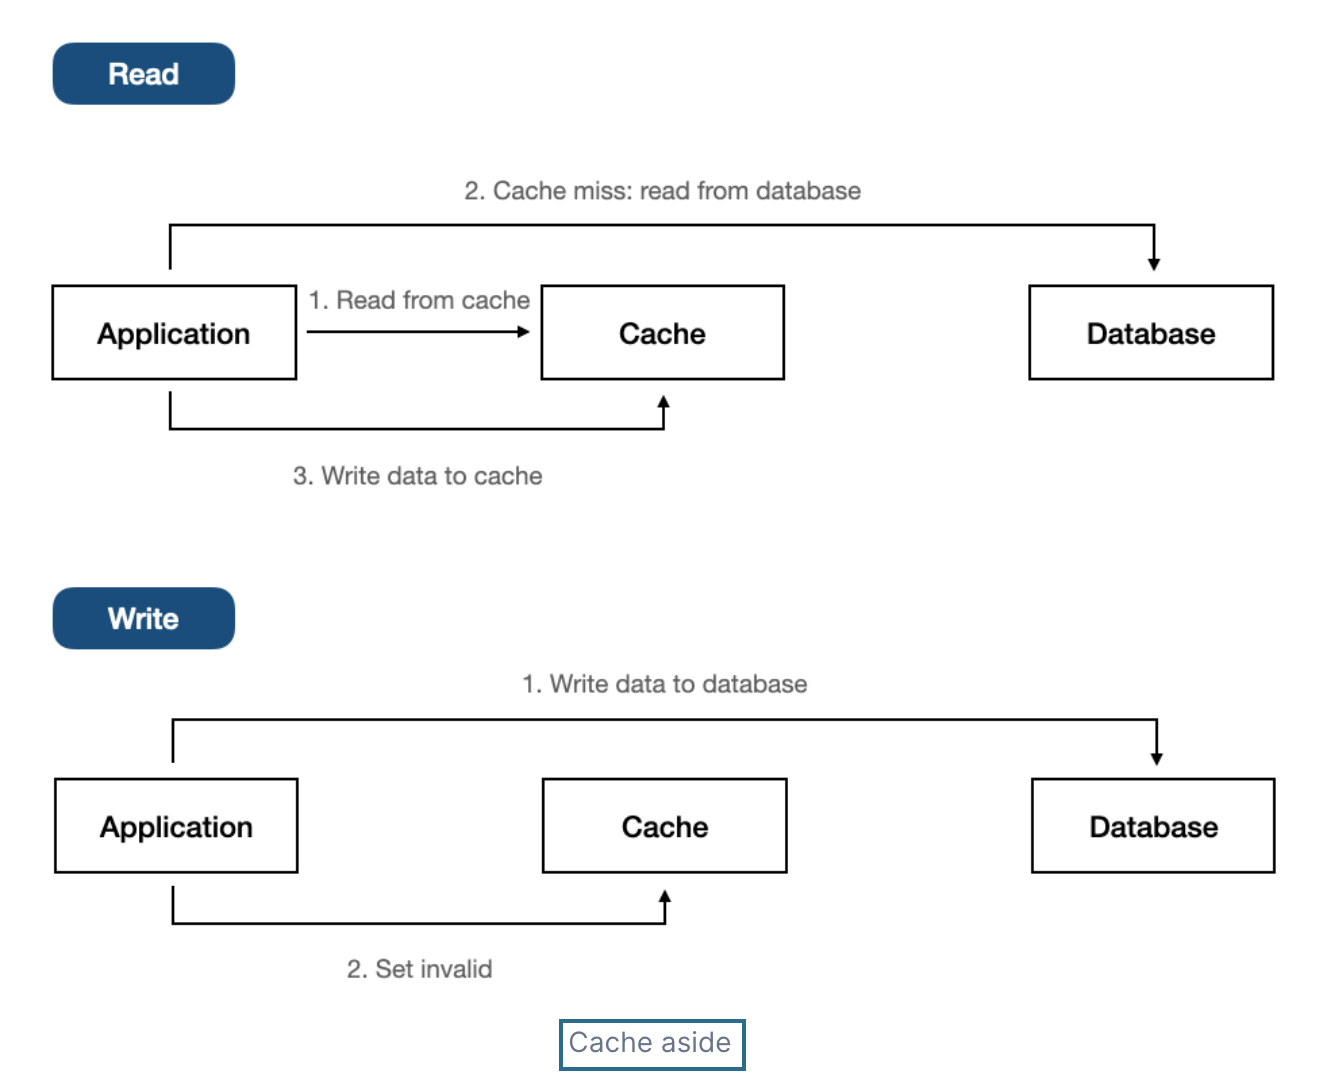 Read
2. Cache miss: read from database
1. Read from cache
Application
Cache
Database
3. Write data to cache
Write
1. Write data to database
Application
Cache
Database
2. Set invalid
Cache aside